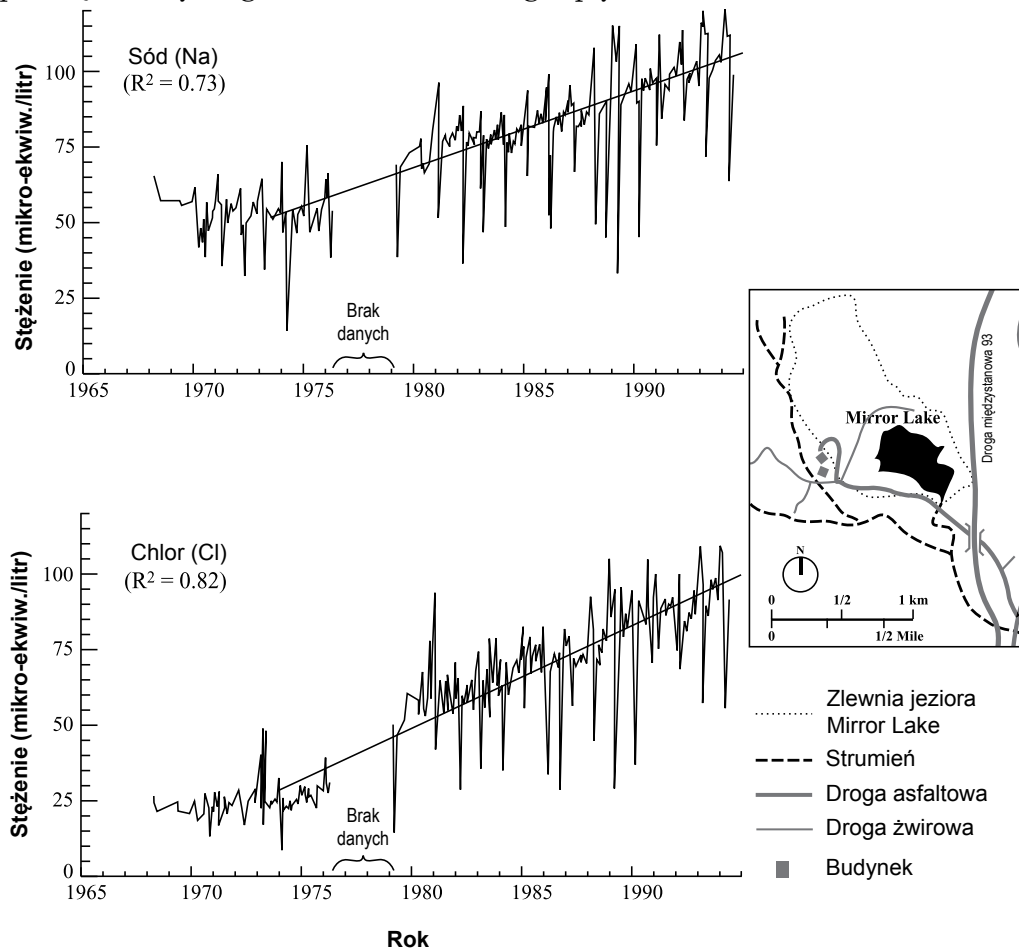 Sód (Na)
(R² = 0.73)
Stężenie (mikro-ekwiw./litr)
100
75
50
25
0
Brak
danych
1965
1970
1975
1980
1985
1990
Chlor (Cl)
(R² = 0.82)
Stężenie (mikro-ekwiw./litr)
100
75
50
25
0
Brak
danych
1965
1970
1975
1980
1985
1990
Rok
Mirror Lake
Droga międzystanowa 93
N
0 1/2 1 km
0 1/2 Mile
Zlewnia jeziora
Mirror Lake
Strumień
Droga asfaltowa
Droga żwirowa
Budynek